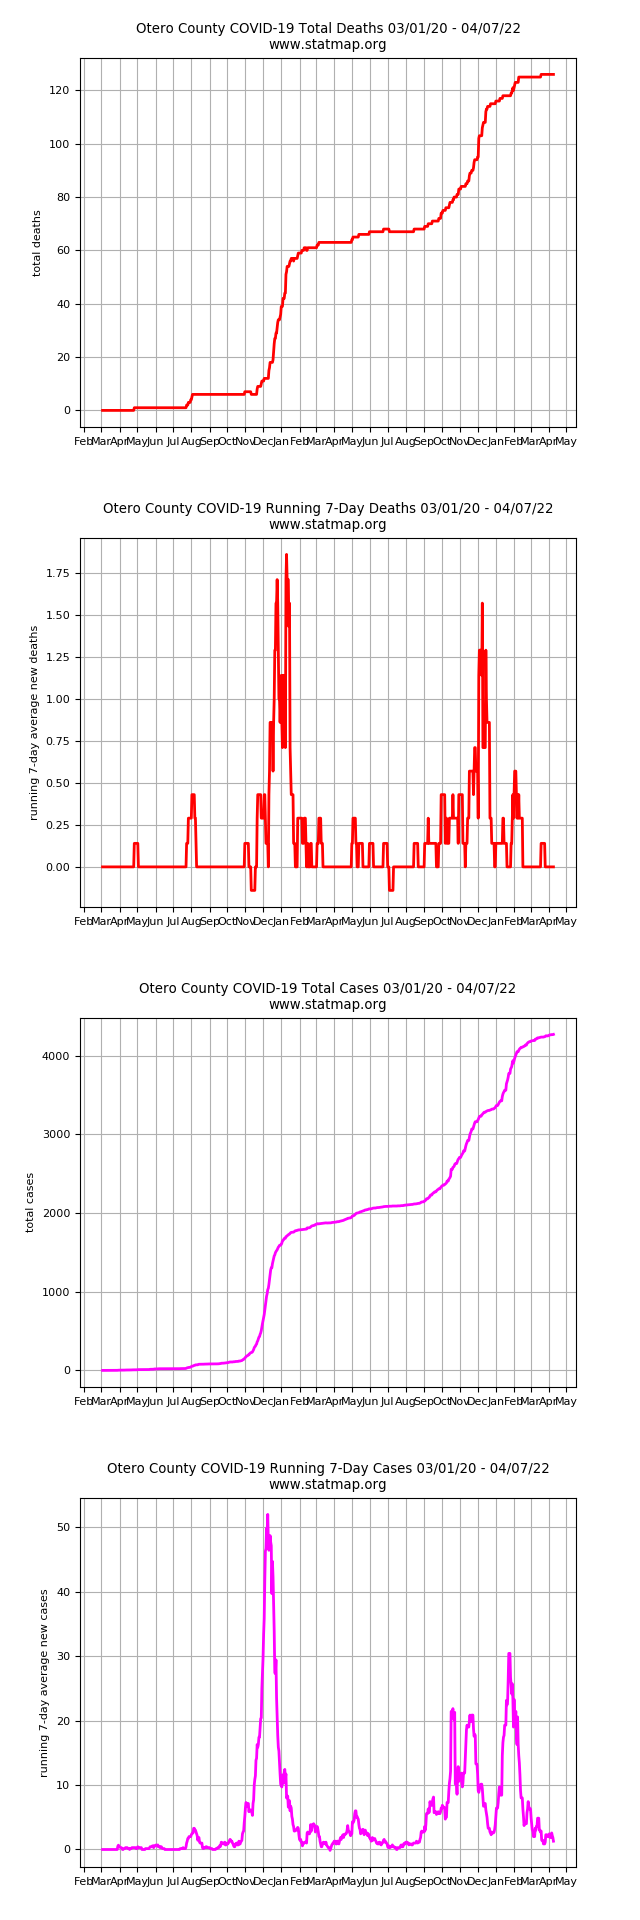 Otero County COVID-19 Total Deaths 03/01/20 - 04/07/22
www.statmap.org
total deaths
120
100
80
60
40
20
0
Feb Mar Apr May Jun Jul Aug Sep Oct Nov Dec Jan Feb Mar Apr May Jun Jul Aug Sep Oct Nov Dec Jan Feb Mar Apr May
Otero County COVID-19 Running 7-Day Deaths 03/01/20 - 04/07/22
www.statmap.org
running 7-day average new deaths
1.75
1.50
1.25
1.00
0.75
0.50
0.25
0.00
Feb Mar Apr May Jun Jul Aug Sep Oct Nov Dec Jan Feb Mar Apr May Jun Jul Aug Sep Oct Nov Dec Jan Feb Mar Apr May
Otero County COVID-19 Total Cases 03/01/20 - 04/07/22
www.statmap.org
total cases
4000
3000
2000
1000
0
Feb Mar Apr May Jun Jul Aug Sep Oct Nov Dec Jan Feb Mar Apr May Jun Jul Aug Sep Oct Nov Dec Jan Feb Mar Apr May
Otero County COVID-19 Running 7-Day Cases 03/01/20 - 04/07/22
www.statmap.org
running 7-day average new cases
50
40
30
20
10
0
Feb Mar Apr May Jun Jul Aug Sep Oct Nov Dec Jan Feb Mar Apr May Jun Jul Aug Sep Oct Nov Dec Jan Feb Mar Apr May